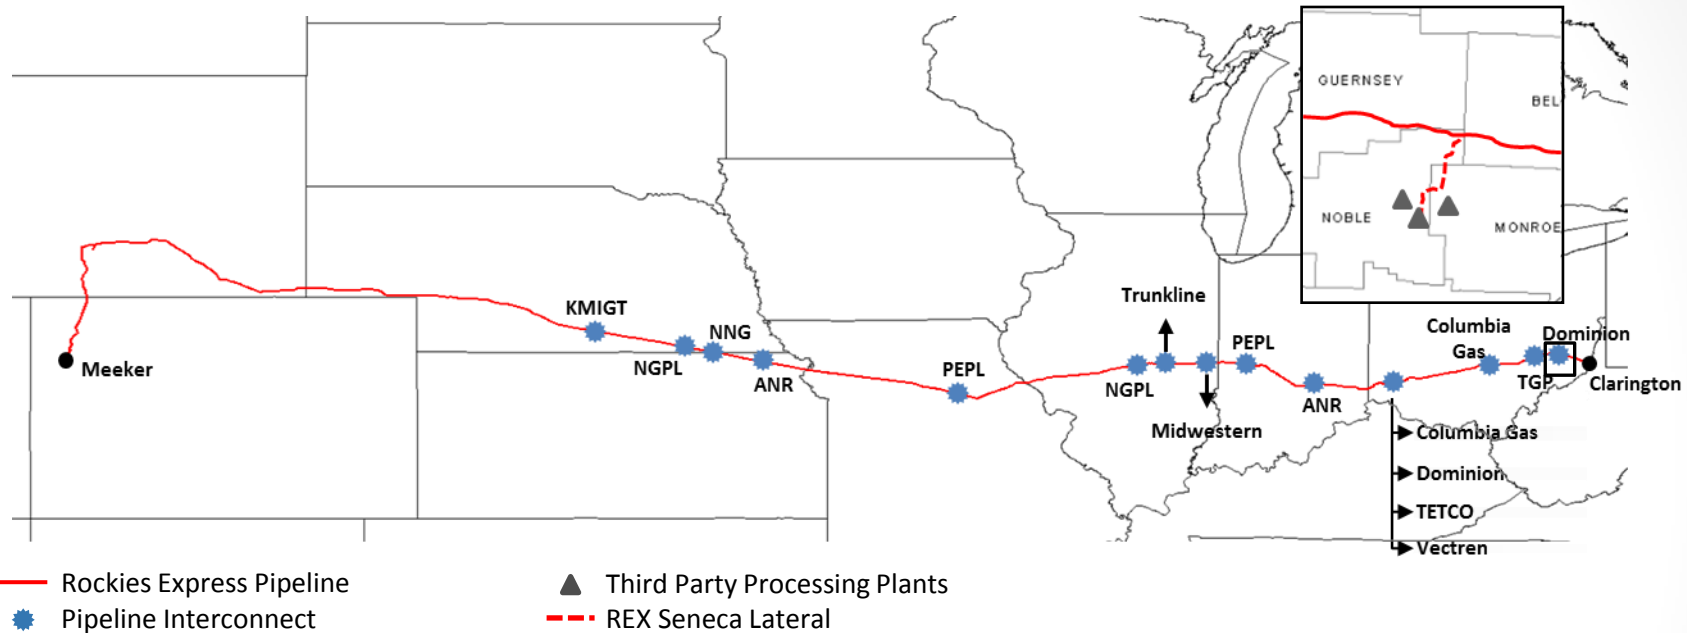 GUERNSEY
BEL
NOBLE
MONROE
Trunkline
KMIGT
NNG
NGPL
ANR
PEPL
NGPL
Midwestern
PEPL
ANR
Columbia
Gas
Dominion
TGP
Clarington
Meeker
Columbia Gas
Dominion
TETCO
Vectren
Rockies Express Pipeline
Third Party Processing Plants
Pipeline Interconnect
REX Seneca Lateral